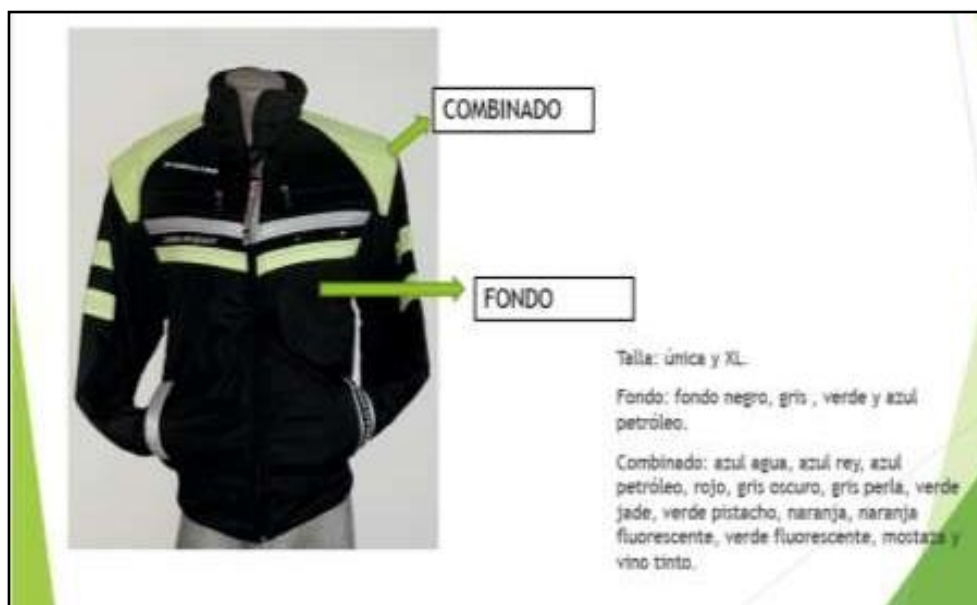 COMBINADO
FONDO
Talla: única y XL.
Fondo: fondo negro, gris , verde y azul
petróleo.
Combinado: azul agua, azul rey, azul
petróleo, rojo, gris oscuro, gris perla, verde
jade, verde pistacho, naranja, naranja
fluorescente, verde fluorescente, mostaza y
vino tinto.